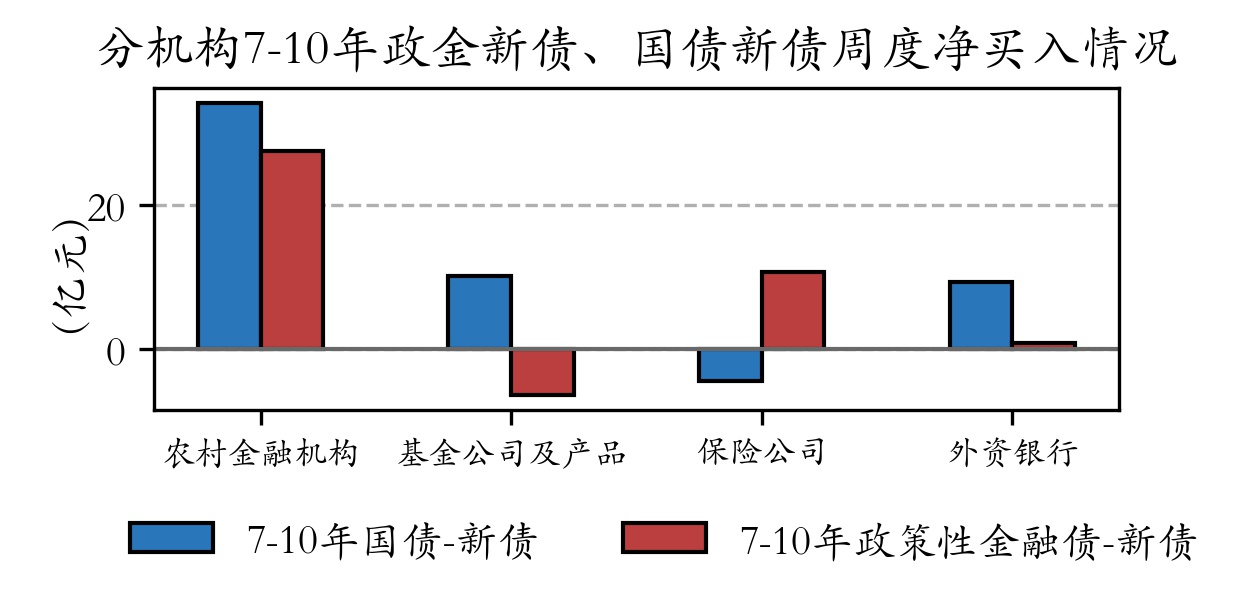 分机构7-10年政金新债、国债新债周度净买入情况
(亿元)
20
0
农村金融机构 基金公司及产品 保险公司 外资银行
7-10年国债-新债 7-10年政策性金融债-新债